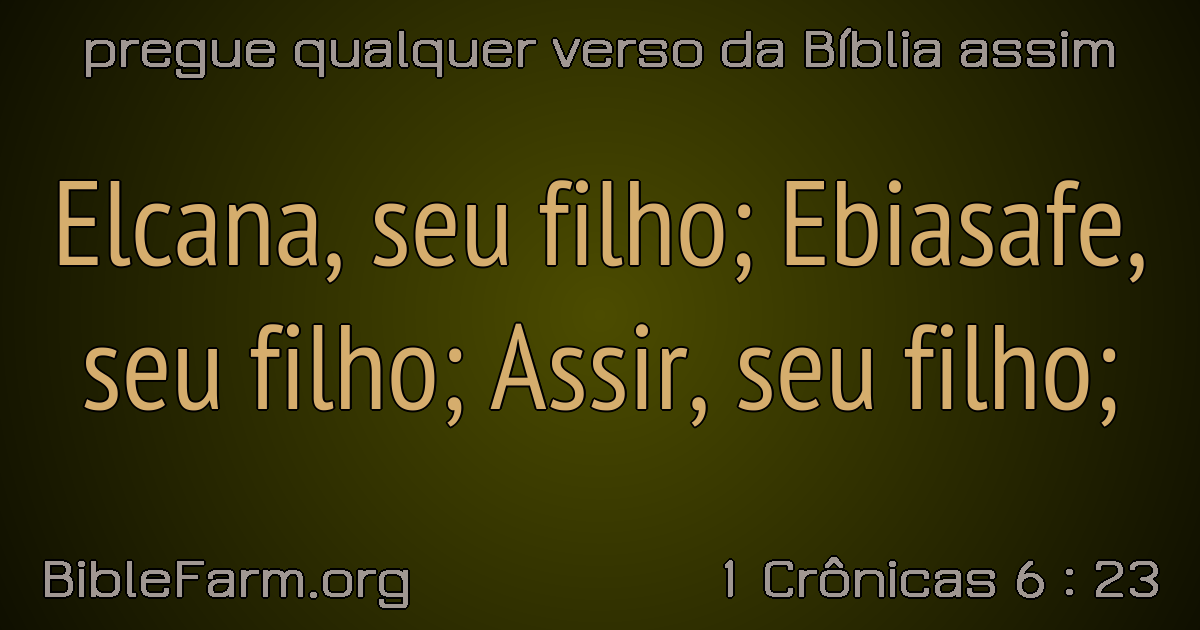 pregue qualquer verso da Bíblia assim
Elcana, seu filho; Ebiasafe,
seu filho; Assir, seu filho;
BibleFarm.org
1 Crônicas 6 : 23